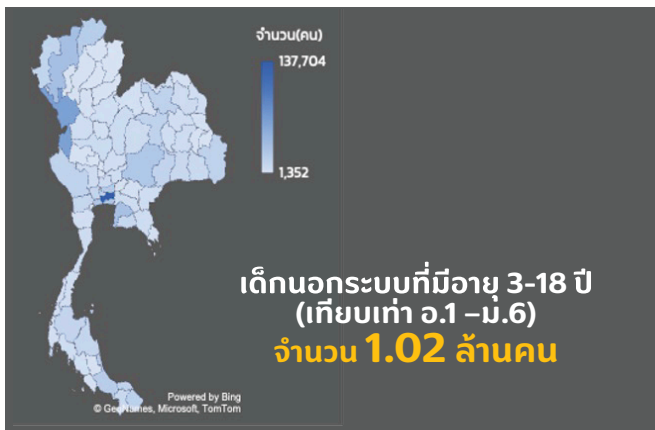 จำนวน(คน)
137,704
1,352
เด็กนอกระบบที่มีอายุ 3-18 ปี
(เทียบเท่า อ.1 –ม.6)
จำนวน 1.02 ล้านคน
Powered by Bing
© GeoNames, Microsoft, TomTom